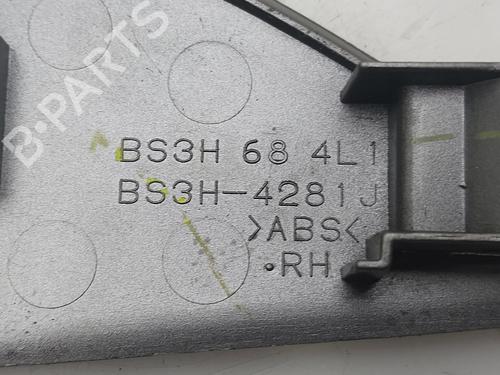 B-PARTS
BS3H 68 4L1
BS3H-4281J
>ABS<
.RH